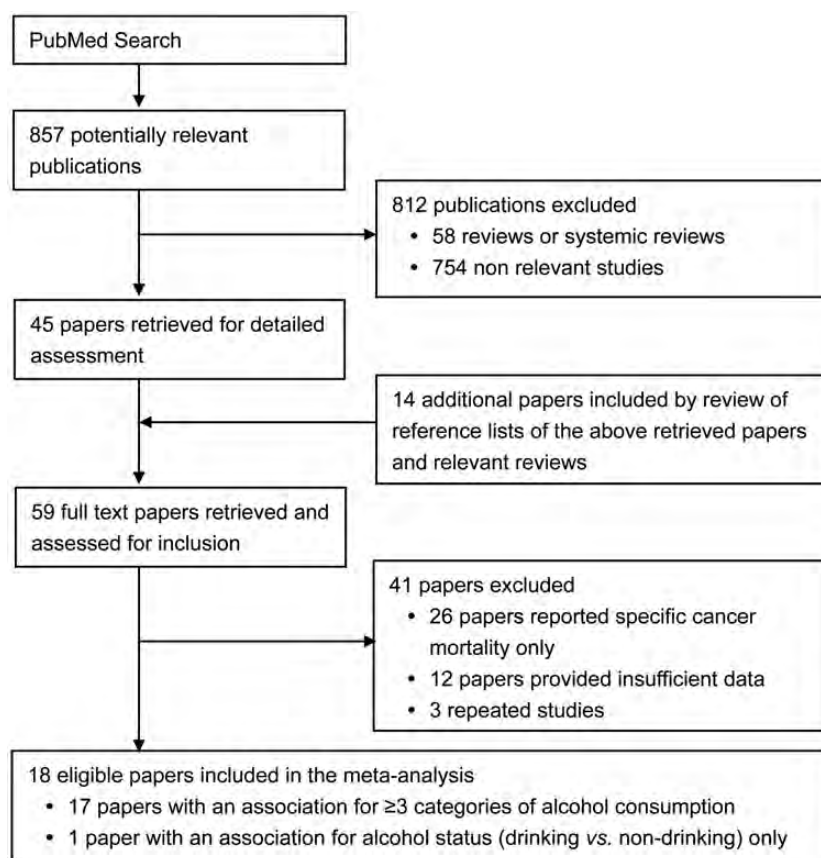 PubMed Search
857 potentially relevant
publications
812 publications excluded
• 58 reviews or systemic reviews
• 754 non relevant studies
45 papers retrieved for detailed
assessment
14 additional papers included by review of
reference lists of the above retrieved papers
and relevant reviews
59 full text papers retrieved and
assessed for inclusion
41 papers excluded
• 26 papers reported specific cancer
mortality only
• 12 papers provided insufficient data
• 3 repeated studies
18 eligible papers included in the meta-analysis
• 17 papers with an association for ≥3 categories of alcohol consumption
• 1 paper with an association for alcohol status (drinking vs. non-drinking) only